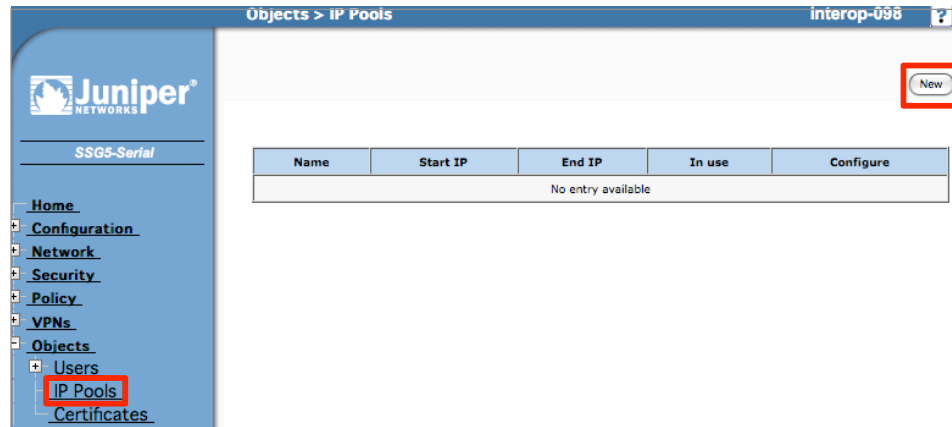 Objects > IP Pools interop-098 ?
Juniper®
NETWORKS
New
SSG5-Serial
Name Start IP End IP In use Configure
No entry available
Home
Configuration
Network
Security
Policy
VPNs
Objects
Users
IP Pools
Certificates